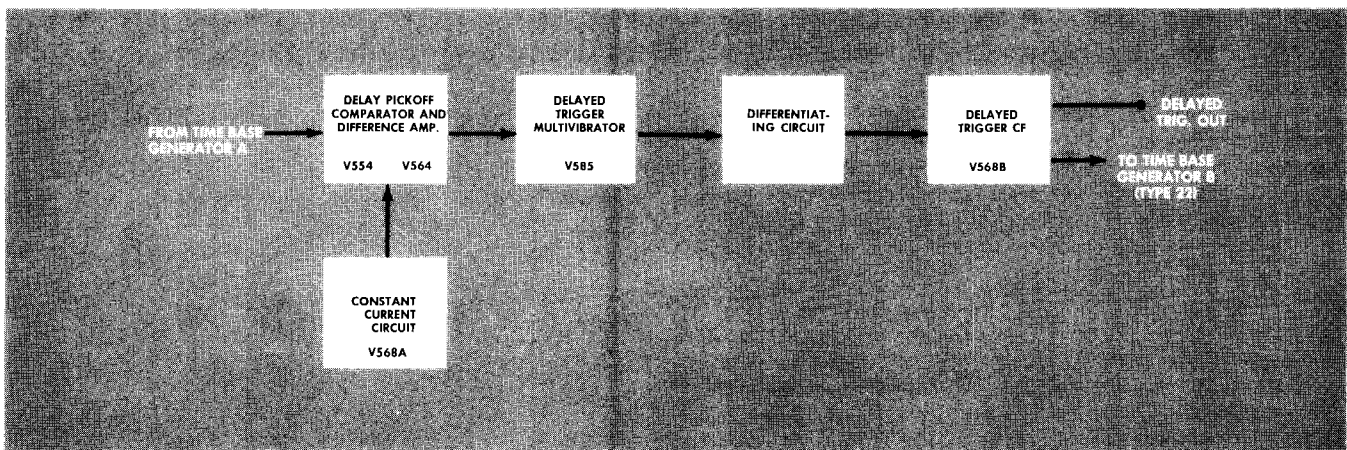 FROM TIME BASE
GENERATOR A
DELAY PICKOFF
COMPARATOR AND
DIFFERENCE AMP.
V554 V564
DELAYED
TRIGGER
MULTIVIBRATOR
V585
DIFFERENTIAT-
ING CIRCUIT
DELAYED
TRIGGER CF
V568B
DELAYED
TRIG. OUT
TO TIME BASE
GENERATOR B
(TYPE 22)
CONSTANT
CURRENT
CIRCUIT
V568A